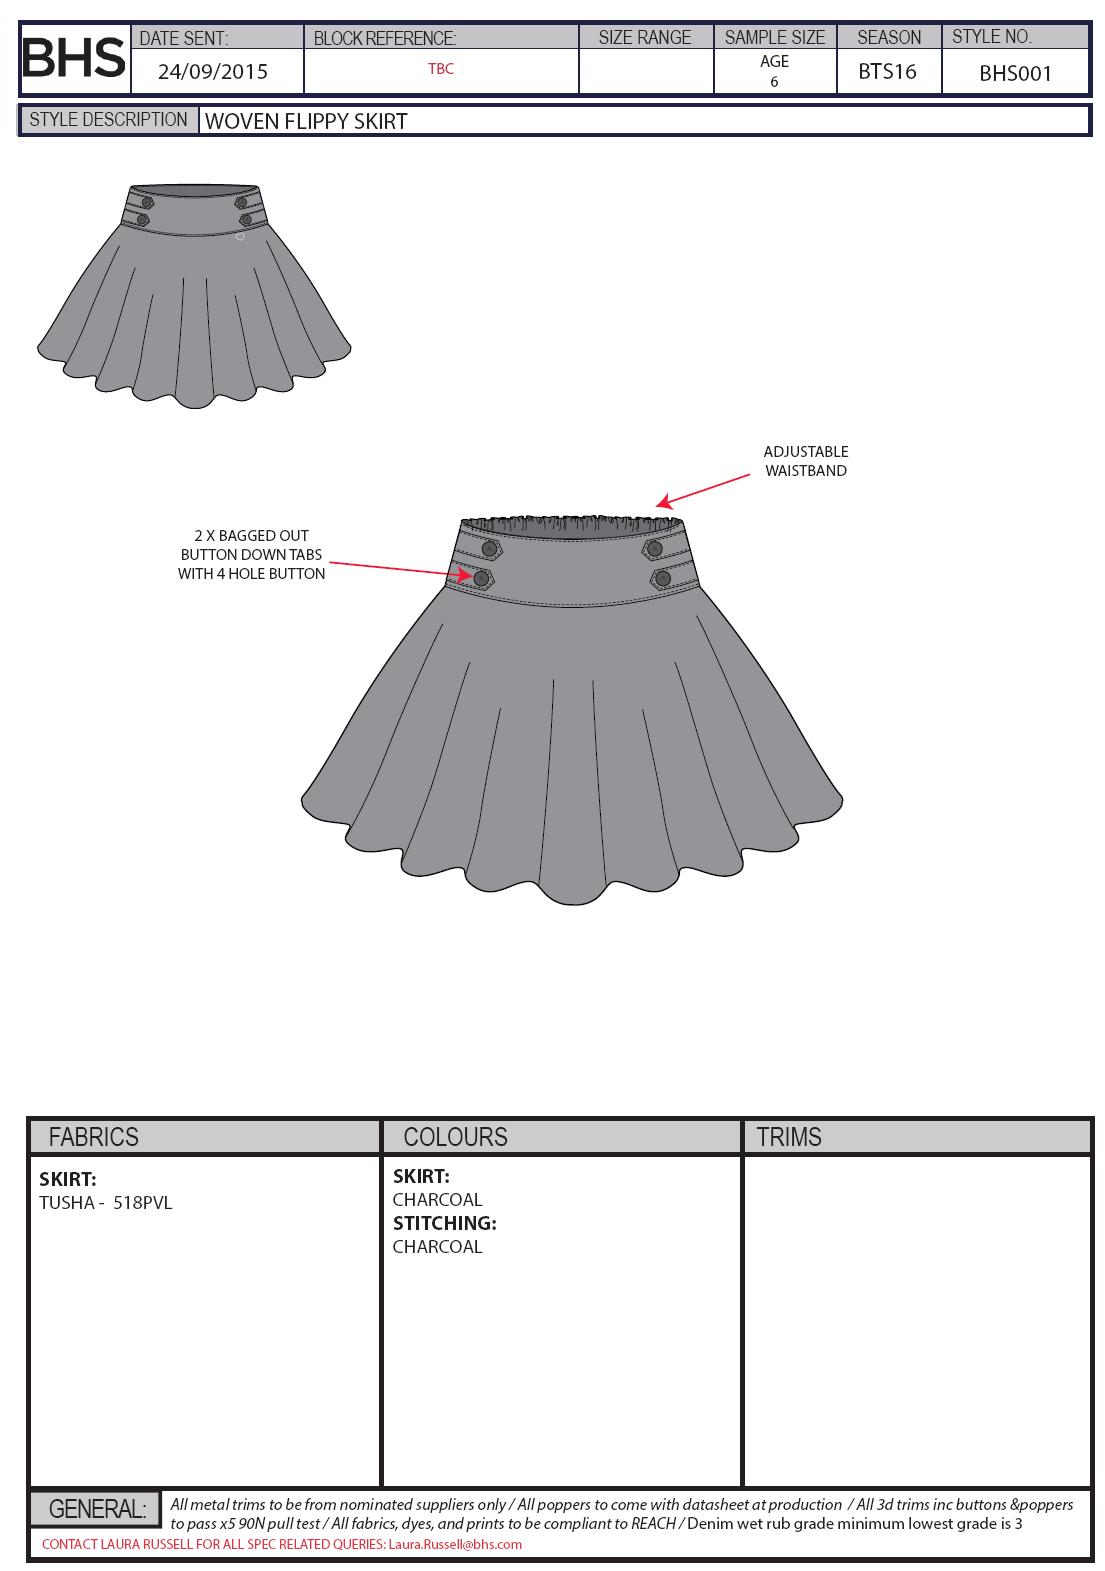 BHS
DATE SENT:
24/09/2015
BLOCK REFERENCE:
TBC
SIZE RANGE
SAMPLE SIZE
AGE
6
SEASON
BTS16
STYLE NO.
BHS001
STYLE DESCRIPTION
WOVEN FLIPPY SKIRT
ADJUSTABLE
WAISTBAND
2 X BAGGED OUT
BUTTON DOWN TABS
WITH 4 HOLE BUTTON
FABRICS
SKIRT:
TUSHA - 518PVL
COLOURS
SKIRT:
CHARCOAL
STITCHING:
CHARCOAL
TRIMS
GENERAL:
All metal trims to be from nominated suppliers only / All poppers to come with datasheet at production / All 3d trims inc buttons &poppers
to pass x5 90N pull test / All fabrics, dyes, and prints to be compliant to REACH / Denim wet rub grade minimum lowest grade is 3
CONTACT LAURA RUSSELL FOR ALL SPEC RELATED QUERIES: Laura.Russell@bhs.com